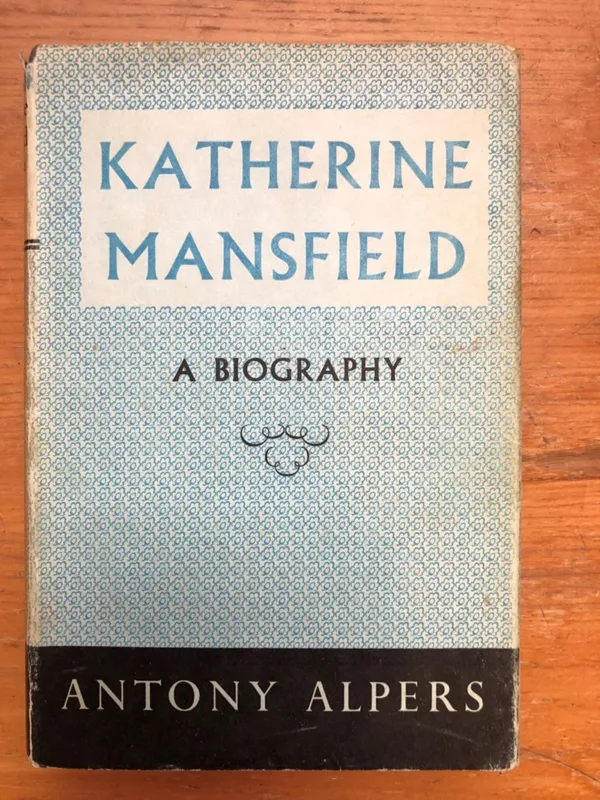 KATHERINE
MANSFIELD
A BIOGRAPHY
ANTONY ALPERS